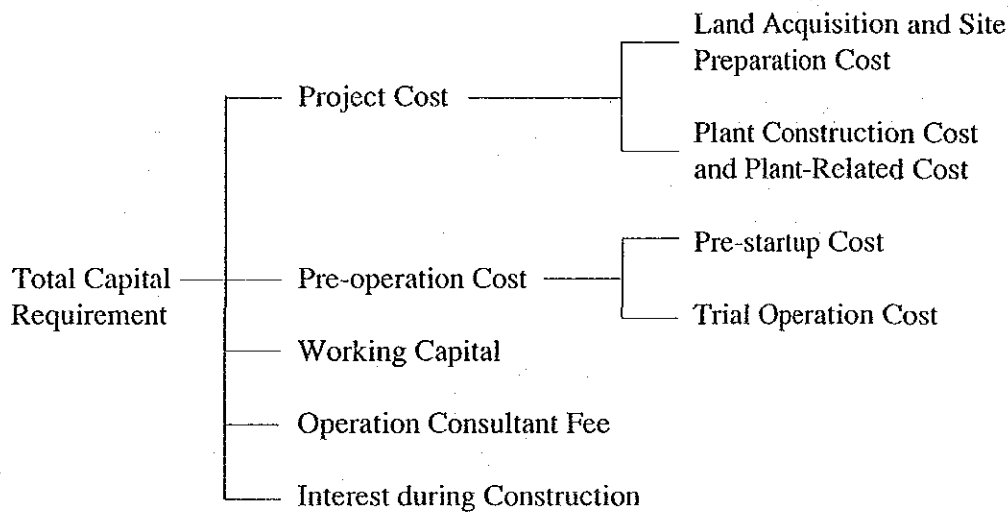 Land Acquisition and Site
Preparation Cost
Project Cost
Plant Construction Cost
and Plant-Related Cost
Pre-startup Cost
Total Capital
Requirement
Pre-operation Cost
Trial Operation Cost
Working Capital
Operation Consultant Fee
Interest during Construction